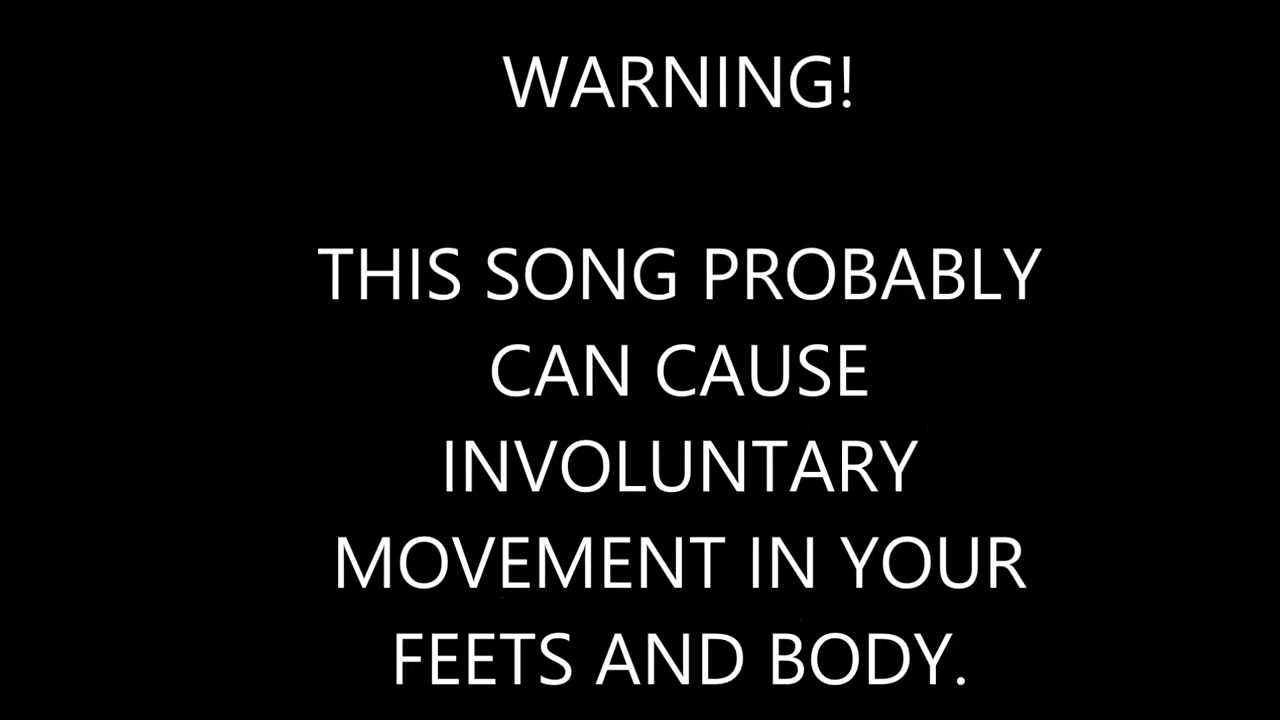 WARNING!
THIS SONG PROBABLY
CAN CAUSE
INVOLUNTARY
MOVEMENT IN YOUR
FEETS AND BODY.